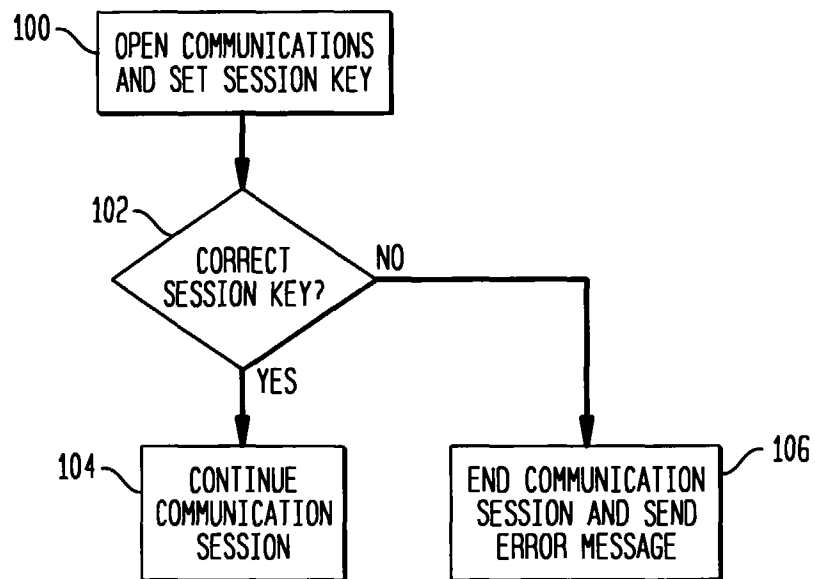 100
OPEN COMMUNICATIONS
AND SET SESSION KEY
102
CORRECT
SESSION KEY?
NO
YES
104
CONTINUE
COMMUNICATION
SESSION
END COMMUNICATION
SESSION AND SEND
ERROR MESSAGE
106